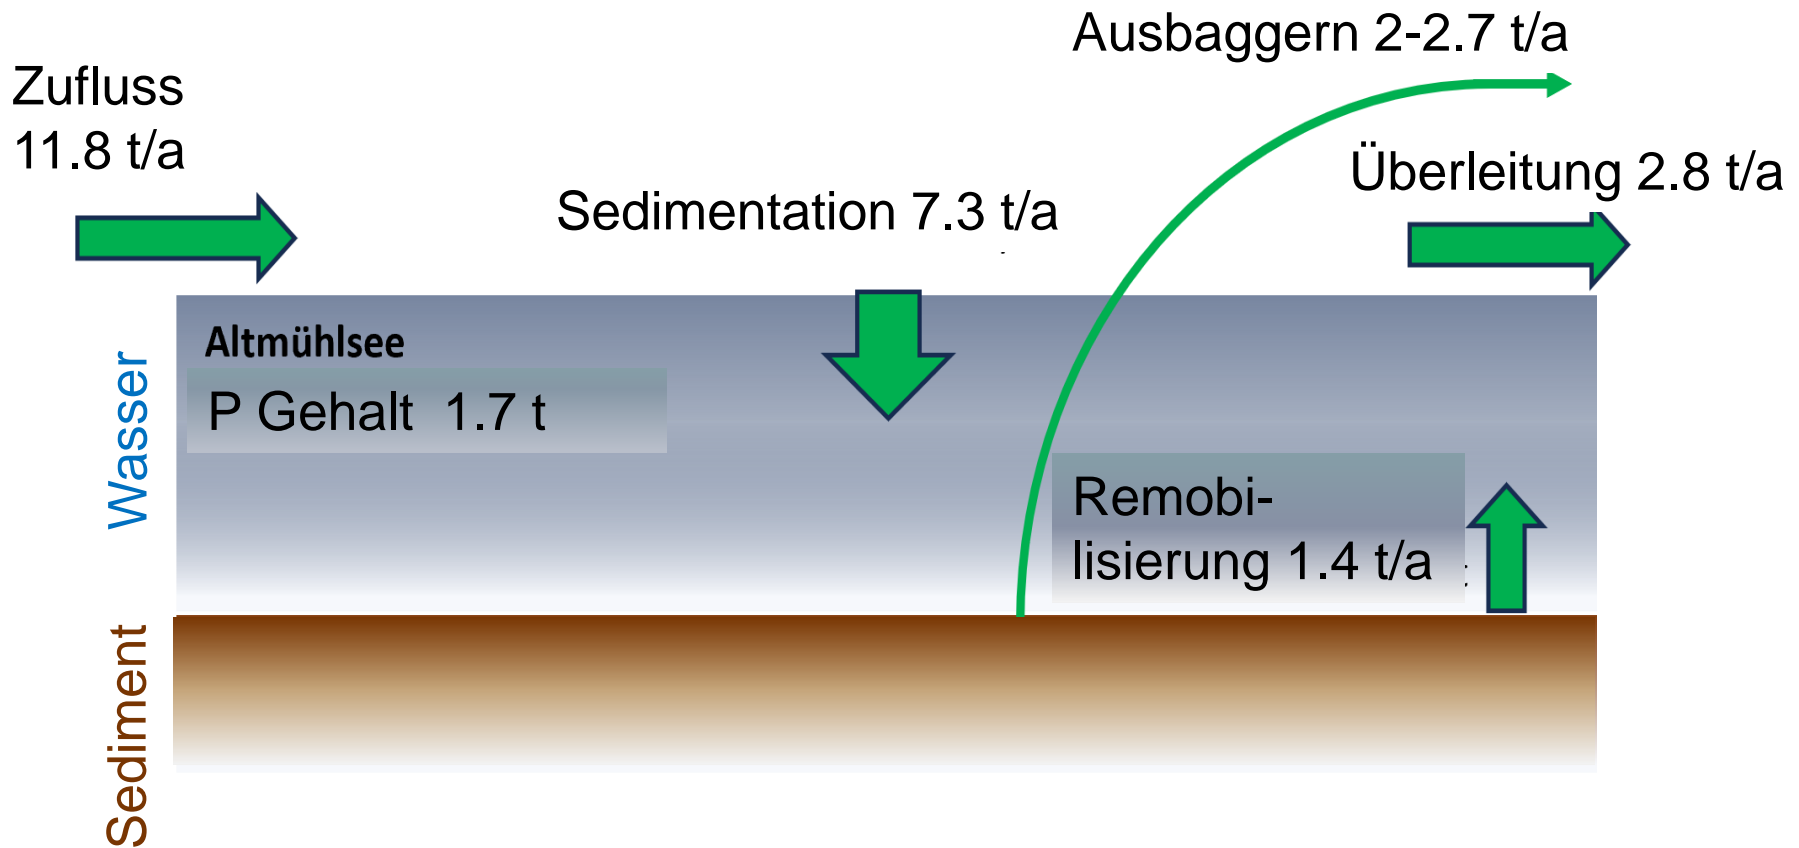 Ausbaggern 2-2.7 t/a
Zufluss
11.8 t/a
Überleitung 2.8 t/a
Sedimentation 7.3 t/a
Altmühlsee
P Gehalt 1.7 t
Wasser
Remobi-
lisierung 1.4 t/a
Sediment